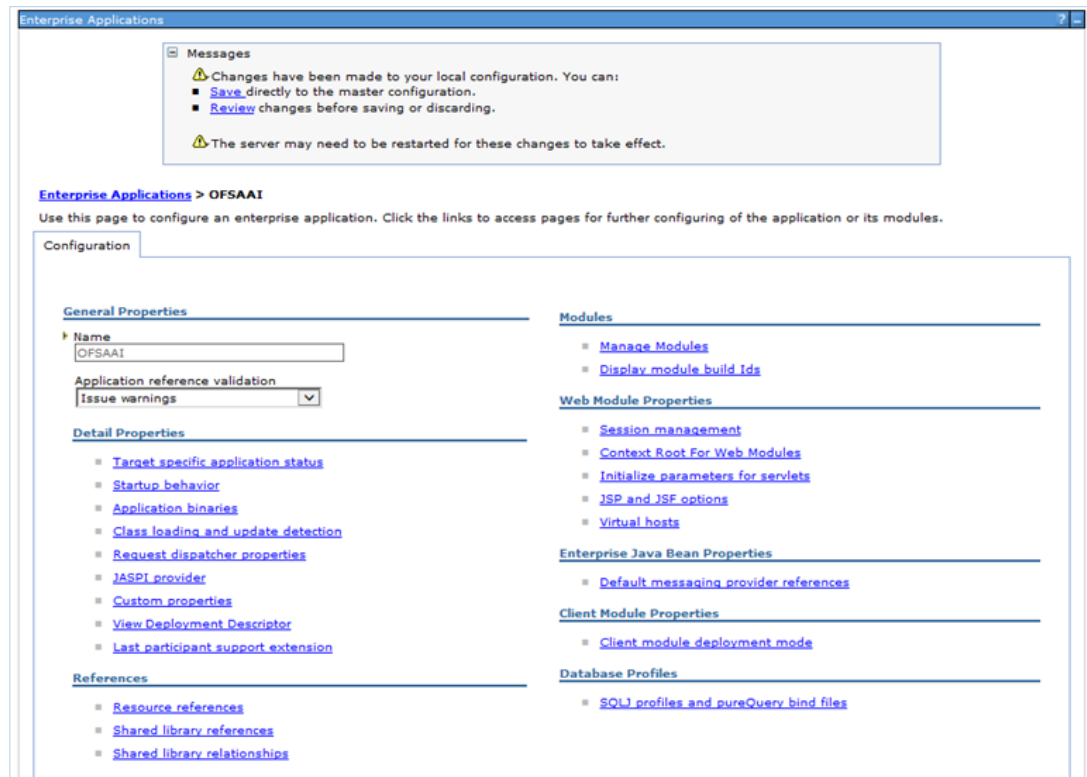 Enterprise Applications ? –
Messages
Changes have been made to your local configuration. You can:
Save directly to the master configuration.
Review changes before saving or discarding.
The server may need to be restarted for these changes to take effect.
Enterprise Applications > OFSAAI
Use this page to configure an enterprise application. Click the links to access pages for further configuring of the application or its modules.
Configuration
General Properties
Name
OFSAAI
Application reference validation
Issue warnings
Detail Properties
Target specific application status
Startup behavior
Application binaries
Class loading and update detection
Request dispatcher properties
JASPI provider
Custom properties
View Deployment Descriptor
Last participant support extension
References
Resource references
Shared library references
Shared library relationships
Modules
Manage Modules
Display module build Ids
Web Module Properties
Session management
Context Root For Web Modules
Initialize parameters for servlets
JSP and JSF options
Virtual hosts
Enterprise Java Bean Properties
Default messaging provider references
Client Module Properties
Client module deployment mode
Database Profiles
SQLJ profiles and pureQuery bind files